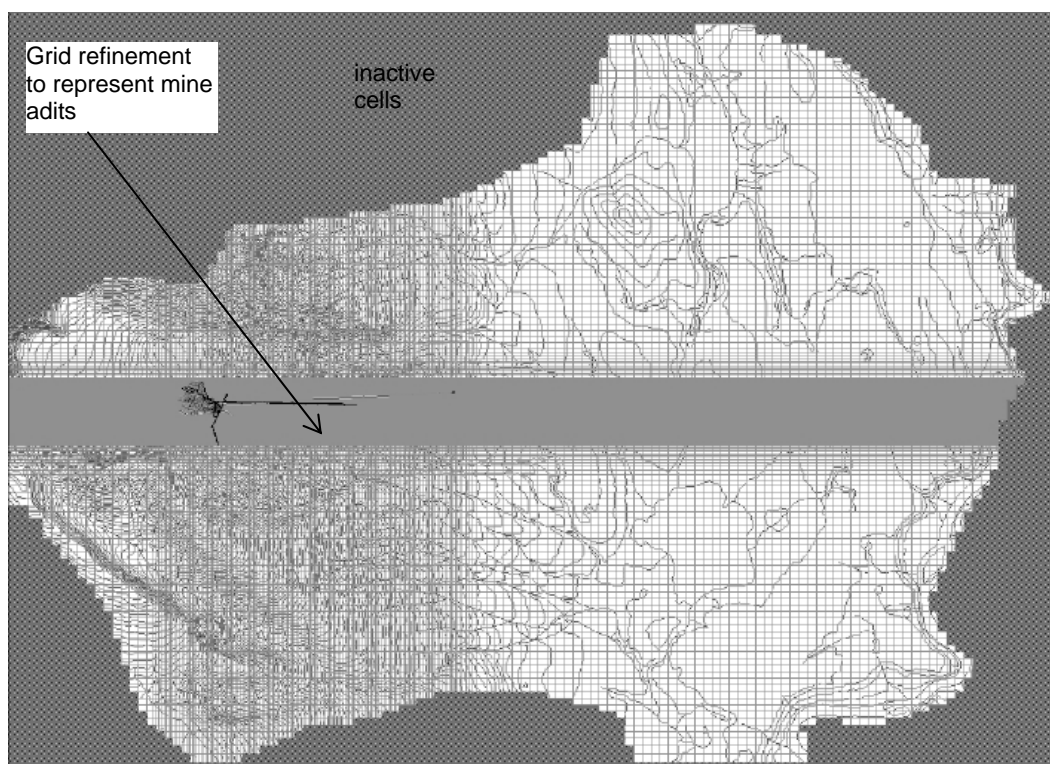 Grid refinement
to represent mine
adits
inactive
cells